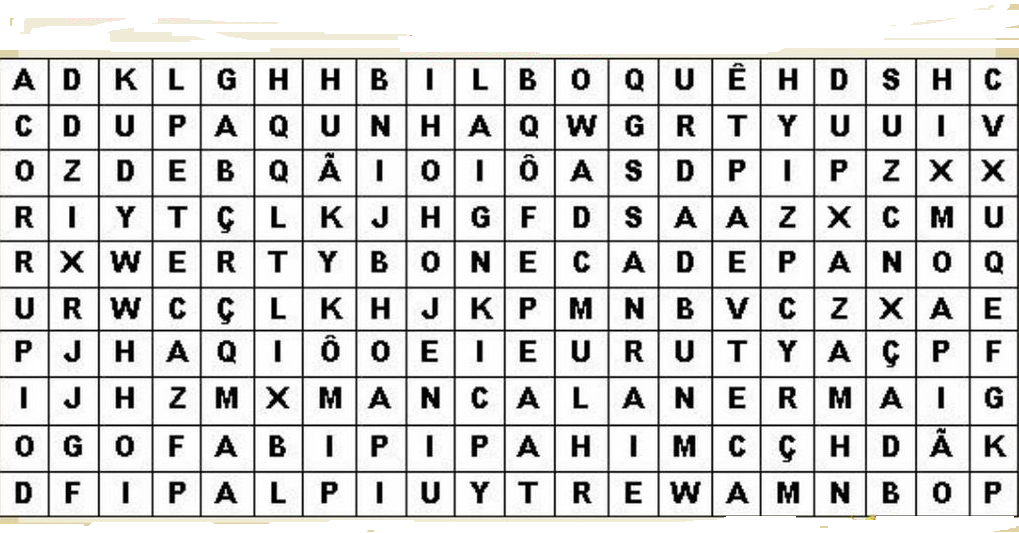 A D K L G H H B I L B O Q U Ê H D S H C
C D U P A Q U N H A Q W G R T Y U U I V
O Z D E B Q Ã I O I Ô A S D P I P Z X X
R I Y T Ç L K J H G F D S A A Z X C M U
R X W E R T Y B O N E C A D E P A N O Q
U R W C Ç L K H J K P M N B V C Z X A E
P J H A Q I Ô O E I E U R U T Y A Ç P F
I J H Z M X M A N C A L A N E R M A I G
O G O F A B I P I P A H I M C Ç H D Ã K
D F I P A L P I U Y T R E W A M N B O P